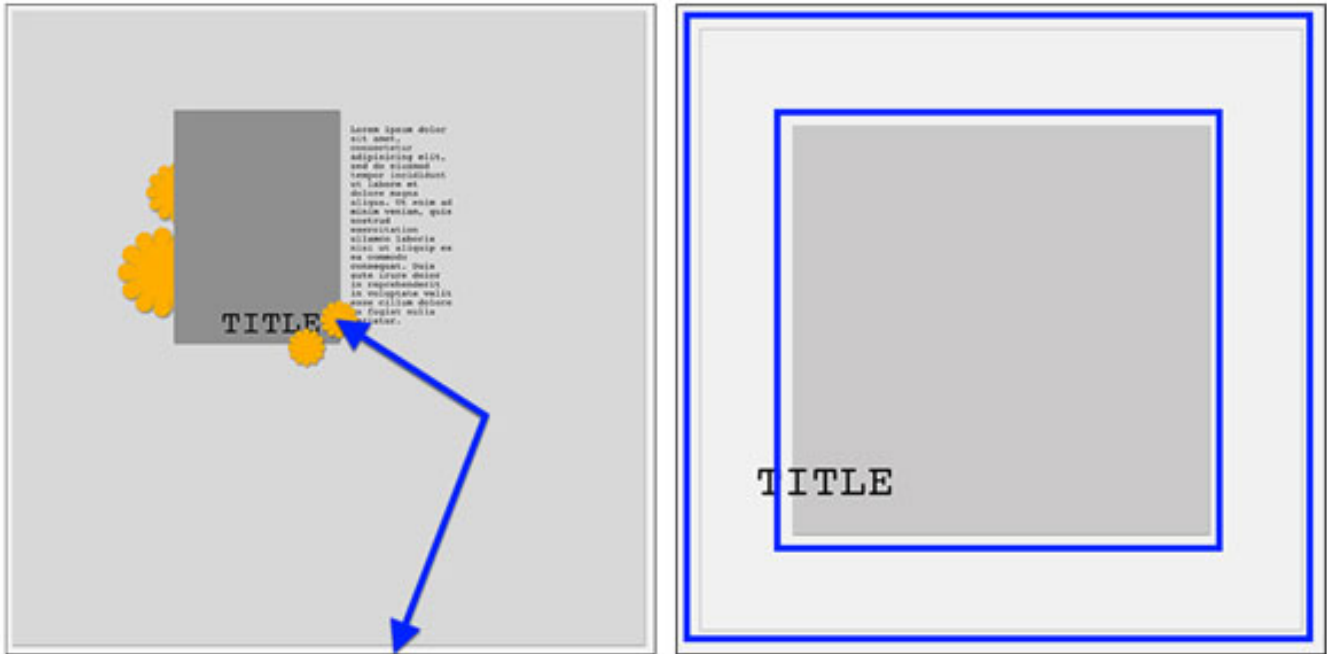 Lorem ipsum dolor
sit amet,
consectetur
adipisicing elit,
sed do eiusmod
tempor incididunt
ut labore et
dolore magna
aliqua. Ut enim ad
minim veniam, quis
nostrud
exercitation
ullamco laboris
nisi ut aliquip ex
ea commodo
consequat. Duis
aute irure dolor
in reprehenderit
in voluptate velit
esse cillum dolore
fugiat nulla
TITLE
TITLE